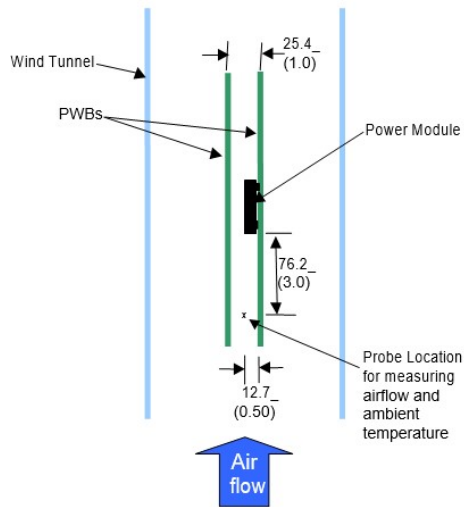 25.4_
(1.0)
Wind Tunnel
PWBs
Power Module
76.2_
(3.0)
x
Probe Location
for measuring
airflow and
ambient
temperature
12.7_
(0.50)
Air
flow